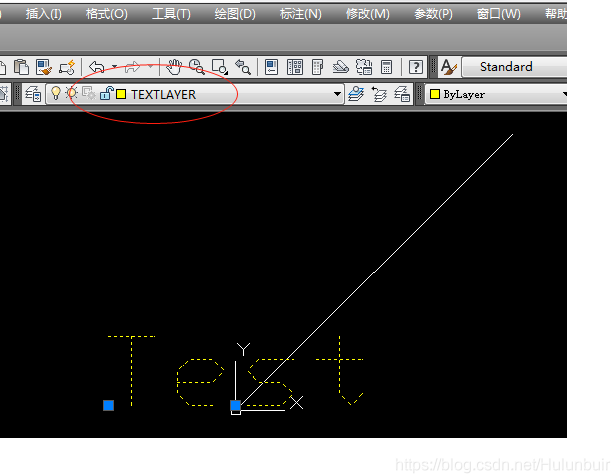 插入(I) 格式(O) 工具(T) 绘图(D) 标注(N) 修改(M) 参数(P) 窗口(W) 帮助
Standard
TEXTLAYER ByLayer
Test
Y
X
https://blog.csdn.net/Hulunbuir